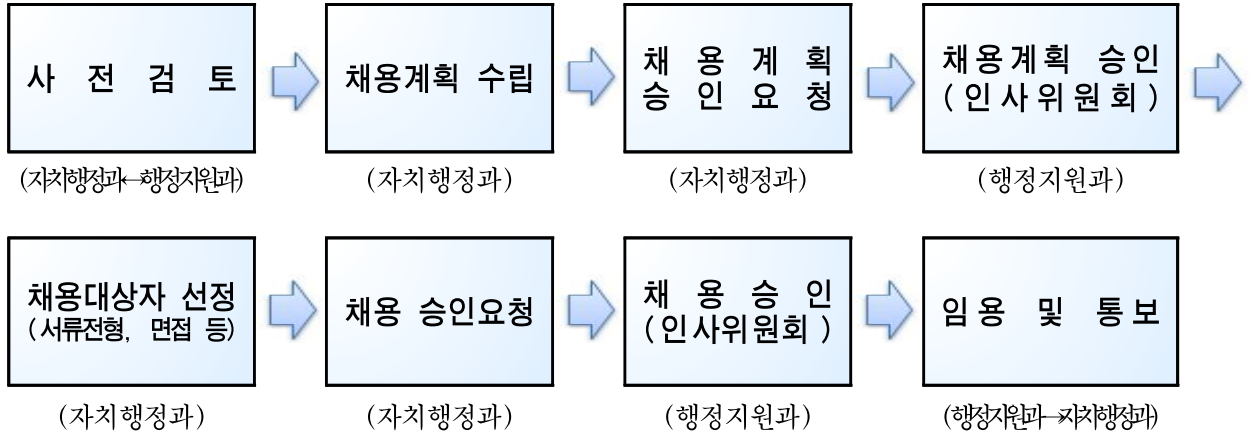 사 전 검 토
(자치행정과↔행정지원과)
채용계획 수립
(자치행정과)
채 용 계 획
승 인 요 청
(자치행정과)
채용계획 승인
(인사위원회)
(행정지원과)
채용대상자 선정
(서류전형, 면접 등)
(자치행정과)
채용 승인요청
(자치행정과)
채 용 승 인
(인사위원회)
(행정지원과)
임용 및 통보
(행정지원과→자치행정과)